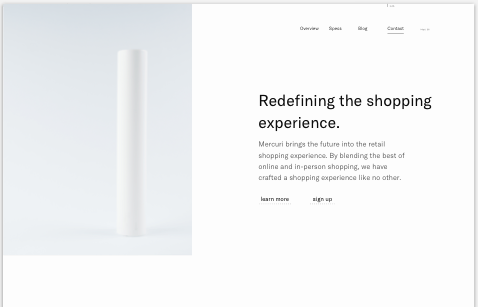 Overview Specs Blog Contact
Redefining the shopping
experience.
Mercuri brings the future into the retail
shopping experience. By blending the best of
online and in-person shopping, we have
crafted a shopping experience like no other.
learn more sign up